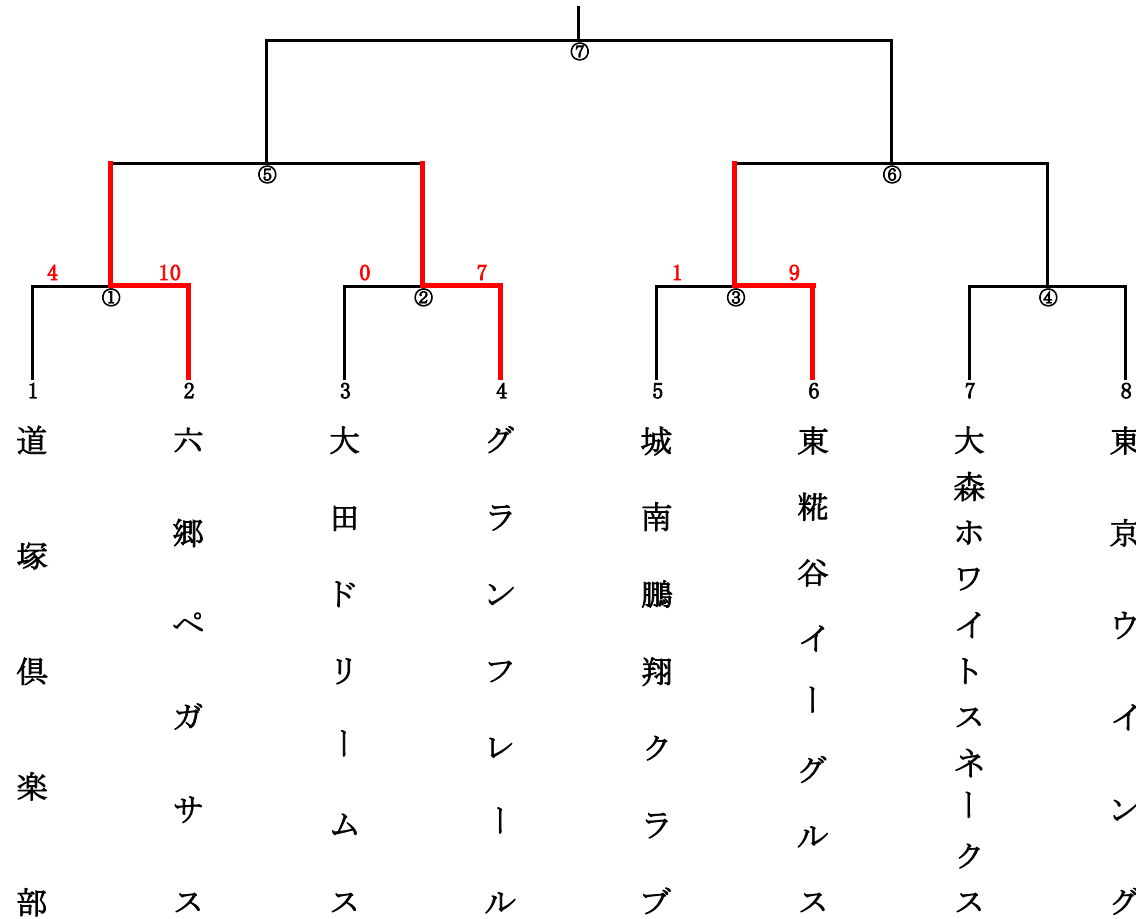 ⑦
⑤
⑥
4 10 0 7 1 9
① ② ③ ④
1 2 3 4 5 6 7 8
道塚倶楽部
六郷ペガサス
大田ドリームス
グランフレール
城南鵬翔クラブ
東糀谷イーグルス
大森ホワイトスネークス
東京ウイング